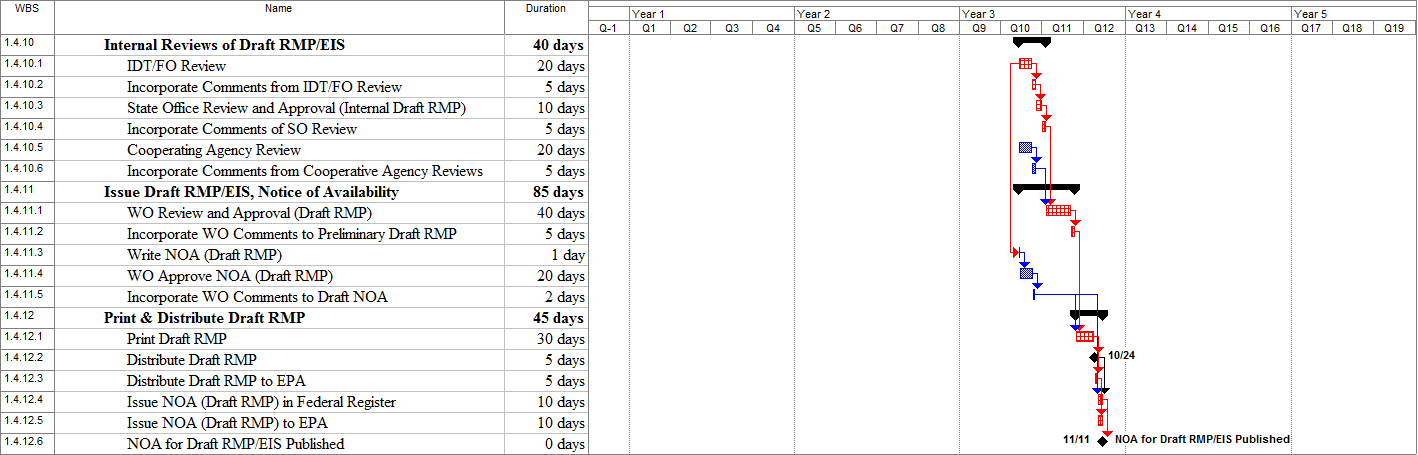 WBS Name Duration Year 1 Year 2 Year 3 Year 4 Year 5
Q-1 Q1 Q2 Q3 Q4 Q5 Q6 Q7 Q8 Q9 Q10 Q11 Q12 Q13 Q14 Q15 Q16 Q17 Q18 Q19
1.4.10 Internal Reviews of Draft RMP/EIS 40 days
1.4.10.1 IDT/FO Review 20 days
1.4.10.2 Incorporate Comments from IDT/FO Review 5 days
1.4.10.3 State Office Review and Approval (Internal Draft RMP) 10 days
1.4.10.4 Incorporate Comments of SO Review 5 days
1.4.10.5 Cooperating Agency Review 20 days
1.4.10.6 Incorporate Comments from Cooperative Agency Reviews 5 days
1.4.11 Issue Draft RMP/EIS, Notice of Availability 85 days
1.4.11.1 WO Review and Approval (Draft RMP) 40 days
1.4.11.2 Incorporate WO Comments to Preliminary Draft RMP 5 days
1.4.11.3 Write NOA (Draft RMP) 1 day
1.4.11.4 WO Approve NOA (Draft RMP) 20 days
1.4.11.5 Incorporate WO Comments to Draft NOA 2 days
1.4.12 Print & Distribute Draft RMP 45 days
1.4.12.1 Print Draft RMP 30 days
1.4.12.2 Distribute Draft RMP 5 days 10/24
1.4.12.3 Distribute Draft RMP to EPA 5 days
1.4.12.4 Issue NOA (Draft RMP) in Federal Register 10 days
1.4.12.5 Issue NOA (Draft RMP) to EPA 10 days
1.4.12.6 NOA for Draft RMP/EIS Published 0 days 11/11 NOA for Draft RMP/EIS Published